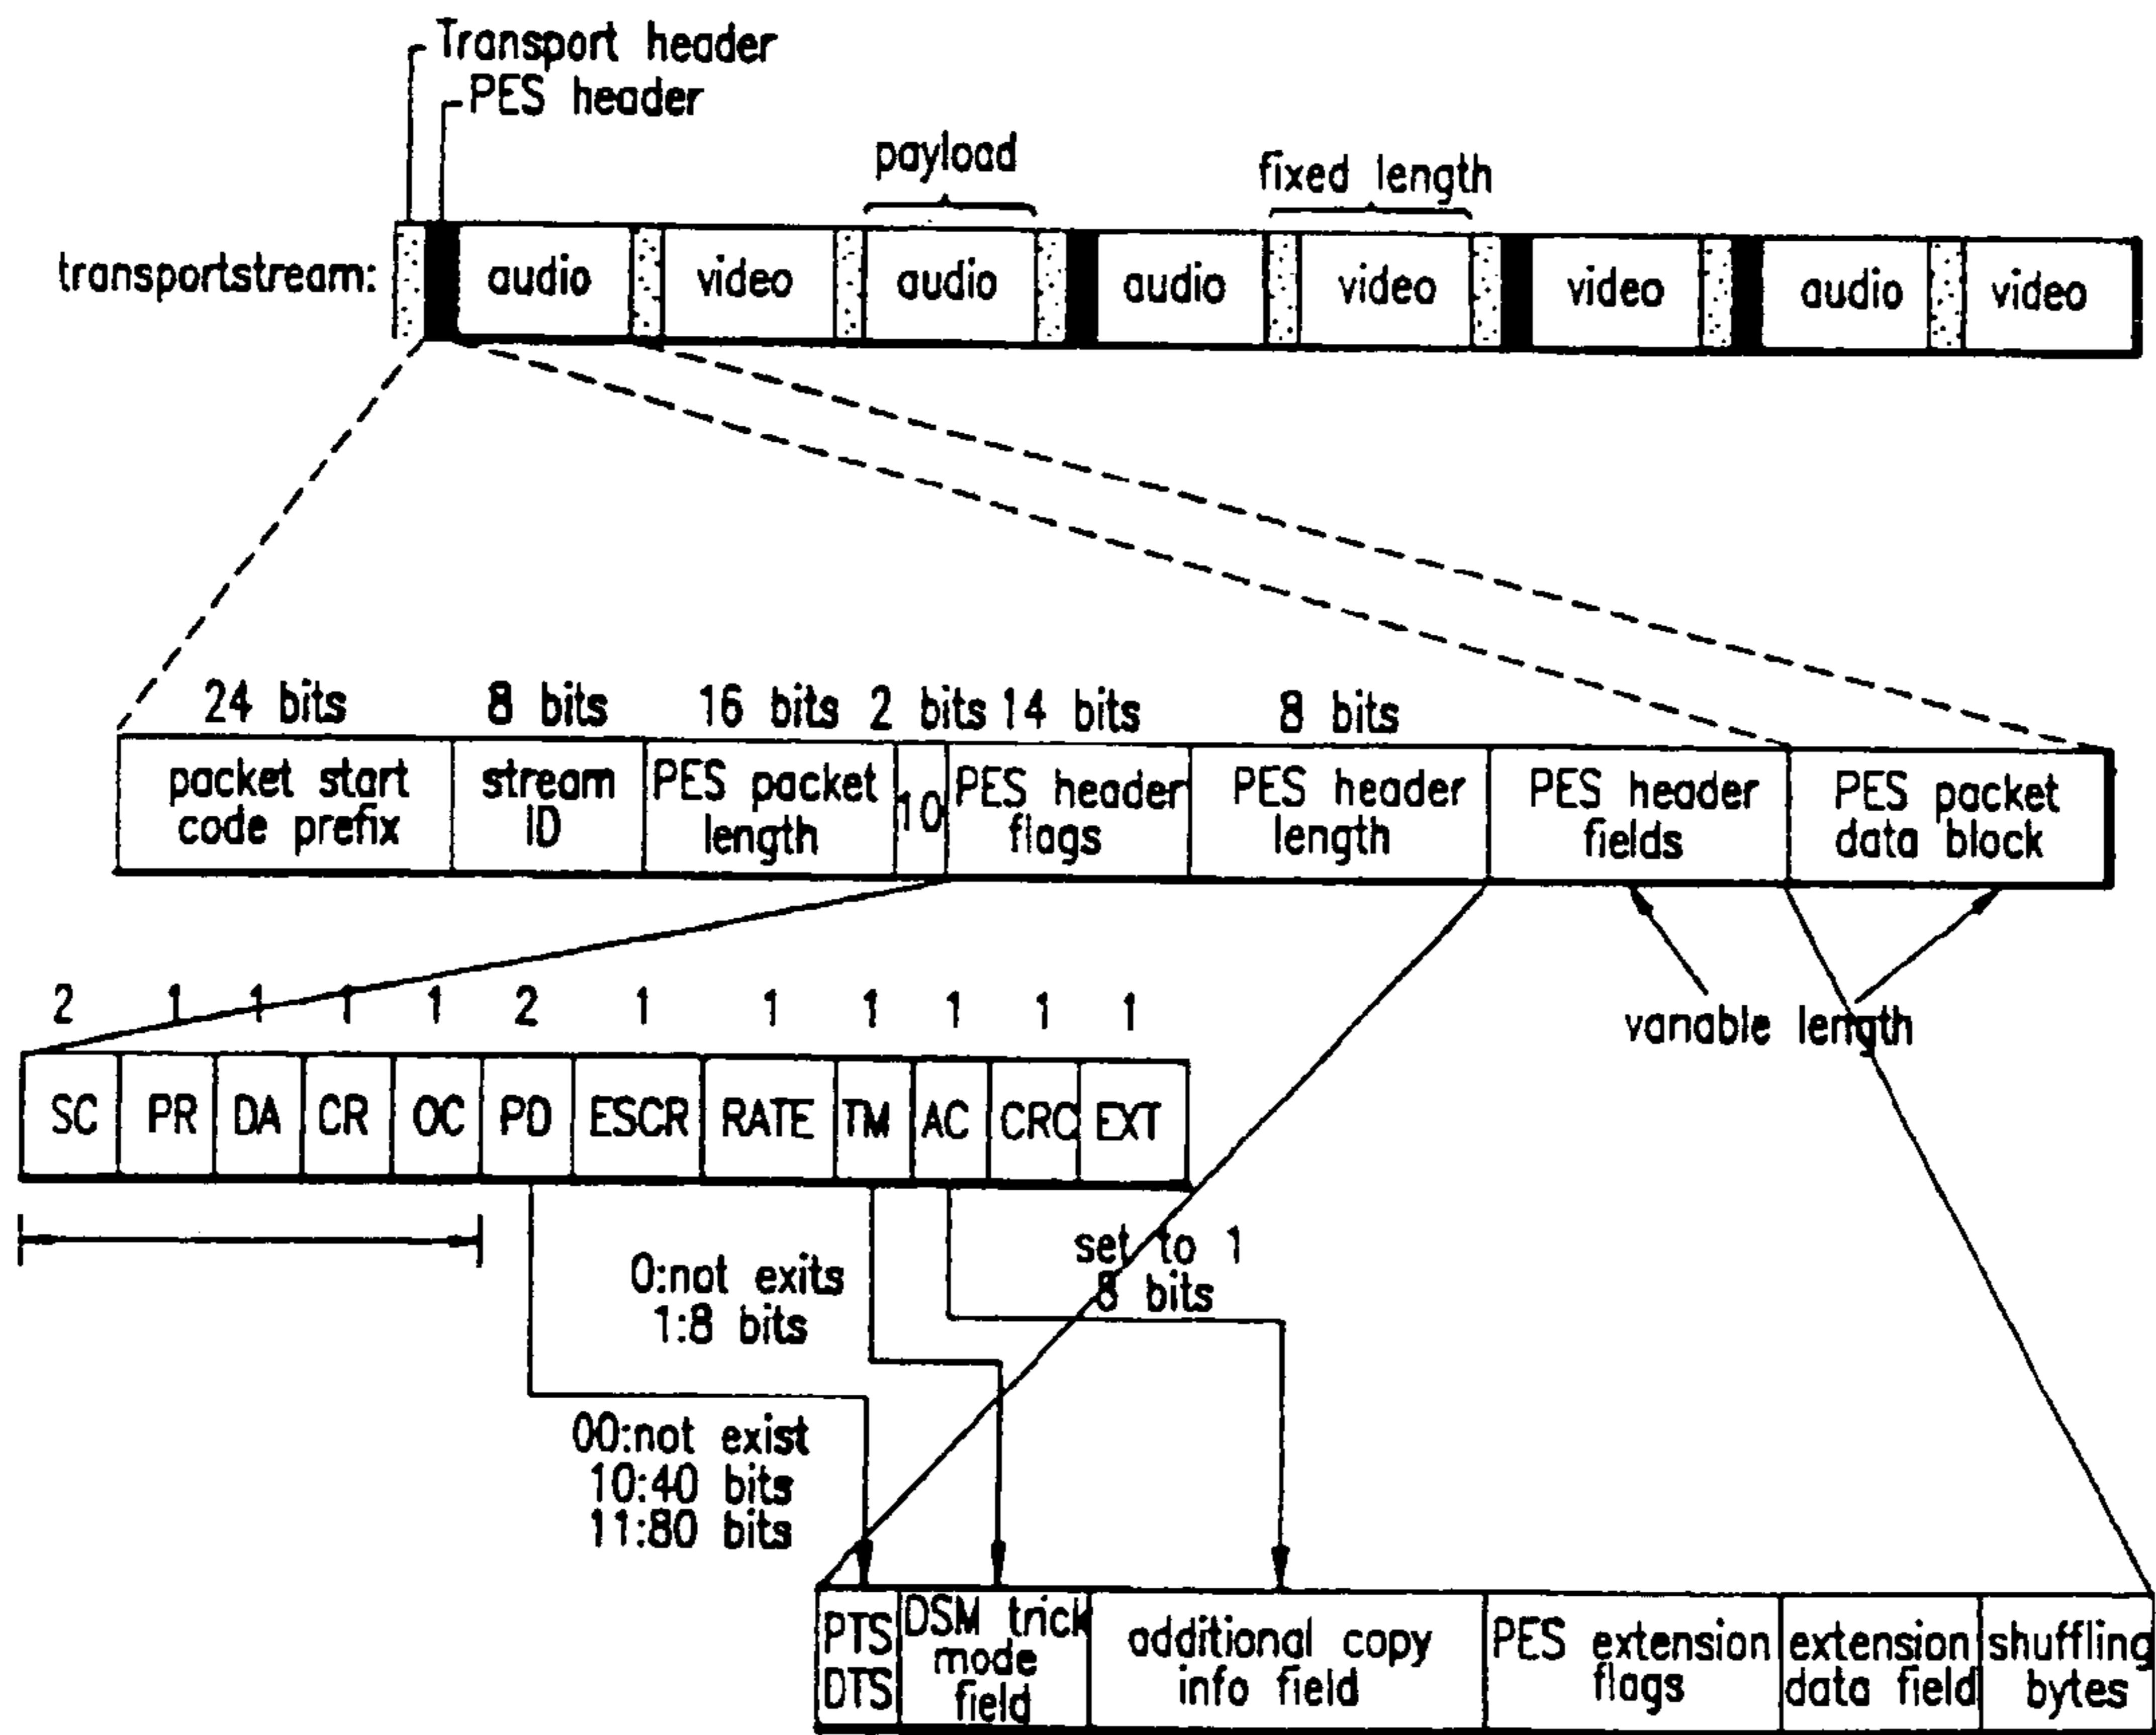 Transport header
PES header
payload
fixed length
transportstream:
audio
video
audio
audio
video
video
audio
video
24 bits
8 bits
16 bits
2 bits
14 bits
8 bits
packet start
code prefix
stream
ID
PES packet
length
10
PES header
flags
PES header
length
PES header
fields
PES packet
data block
2 1 1 1 1 2 1 1 1 1 1 1
vanable length
SC PR DA CR OC PD ESCR RATE TM AC CRC EXT
set to 1
8 bits
0:not exits
1:8 bits
00:not exist
10:40 bits
11:80 bits
PTS
DTS
DSM trick
mode
field
additional copy
info field
PES extension
flags
extension
data field
shuffling
bytes